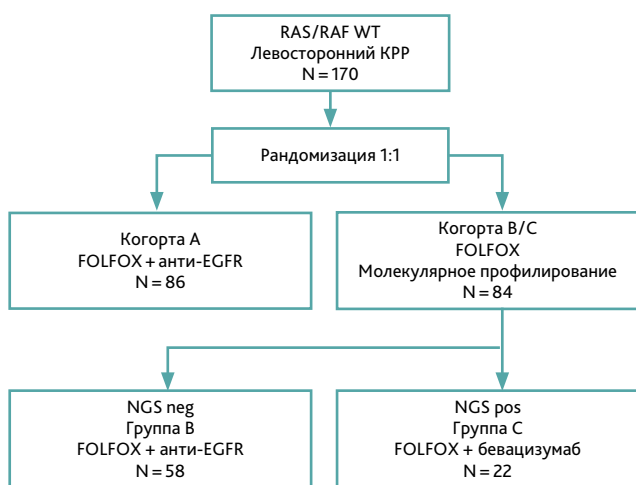 RAS/RAF WT
Левосторонний КРР
N = 170
Рандомизация 1:1
Когорта А
FOLFOX + анти-EGFR
N = 86
Когорта В/С
FOLFOX
Молекулярное профилирование
N = 84
NGS neg
Группа В
FOLFOX + анти-EGFR
N = 58
NGS pos
Группа С
FOLFOX + бевацизумаб
N = 22